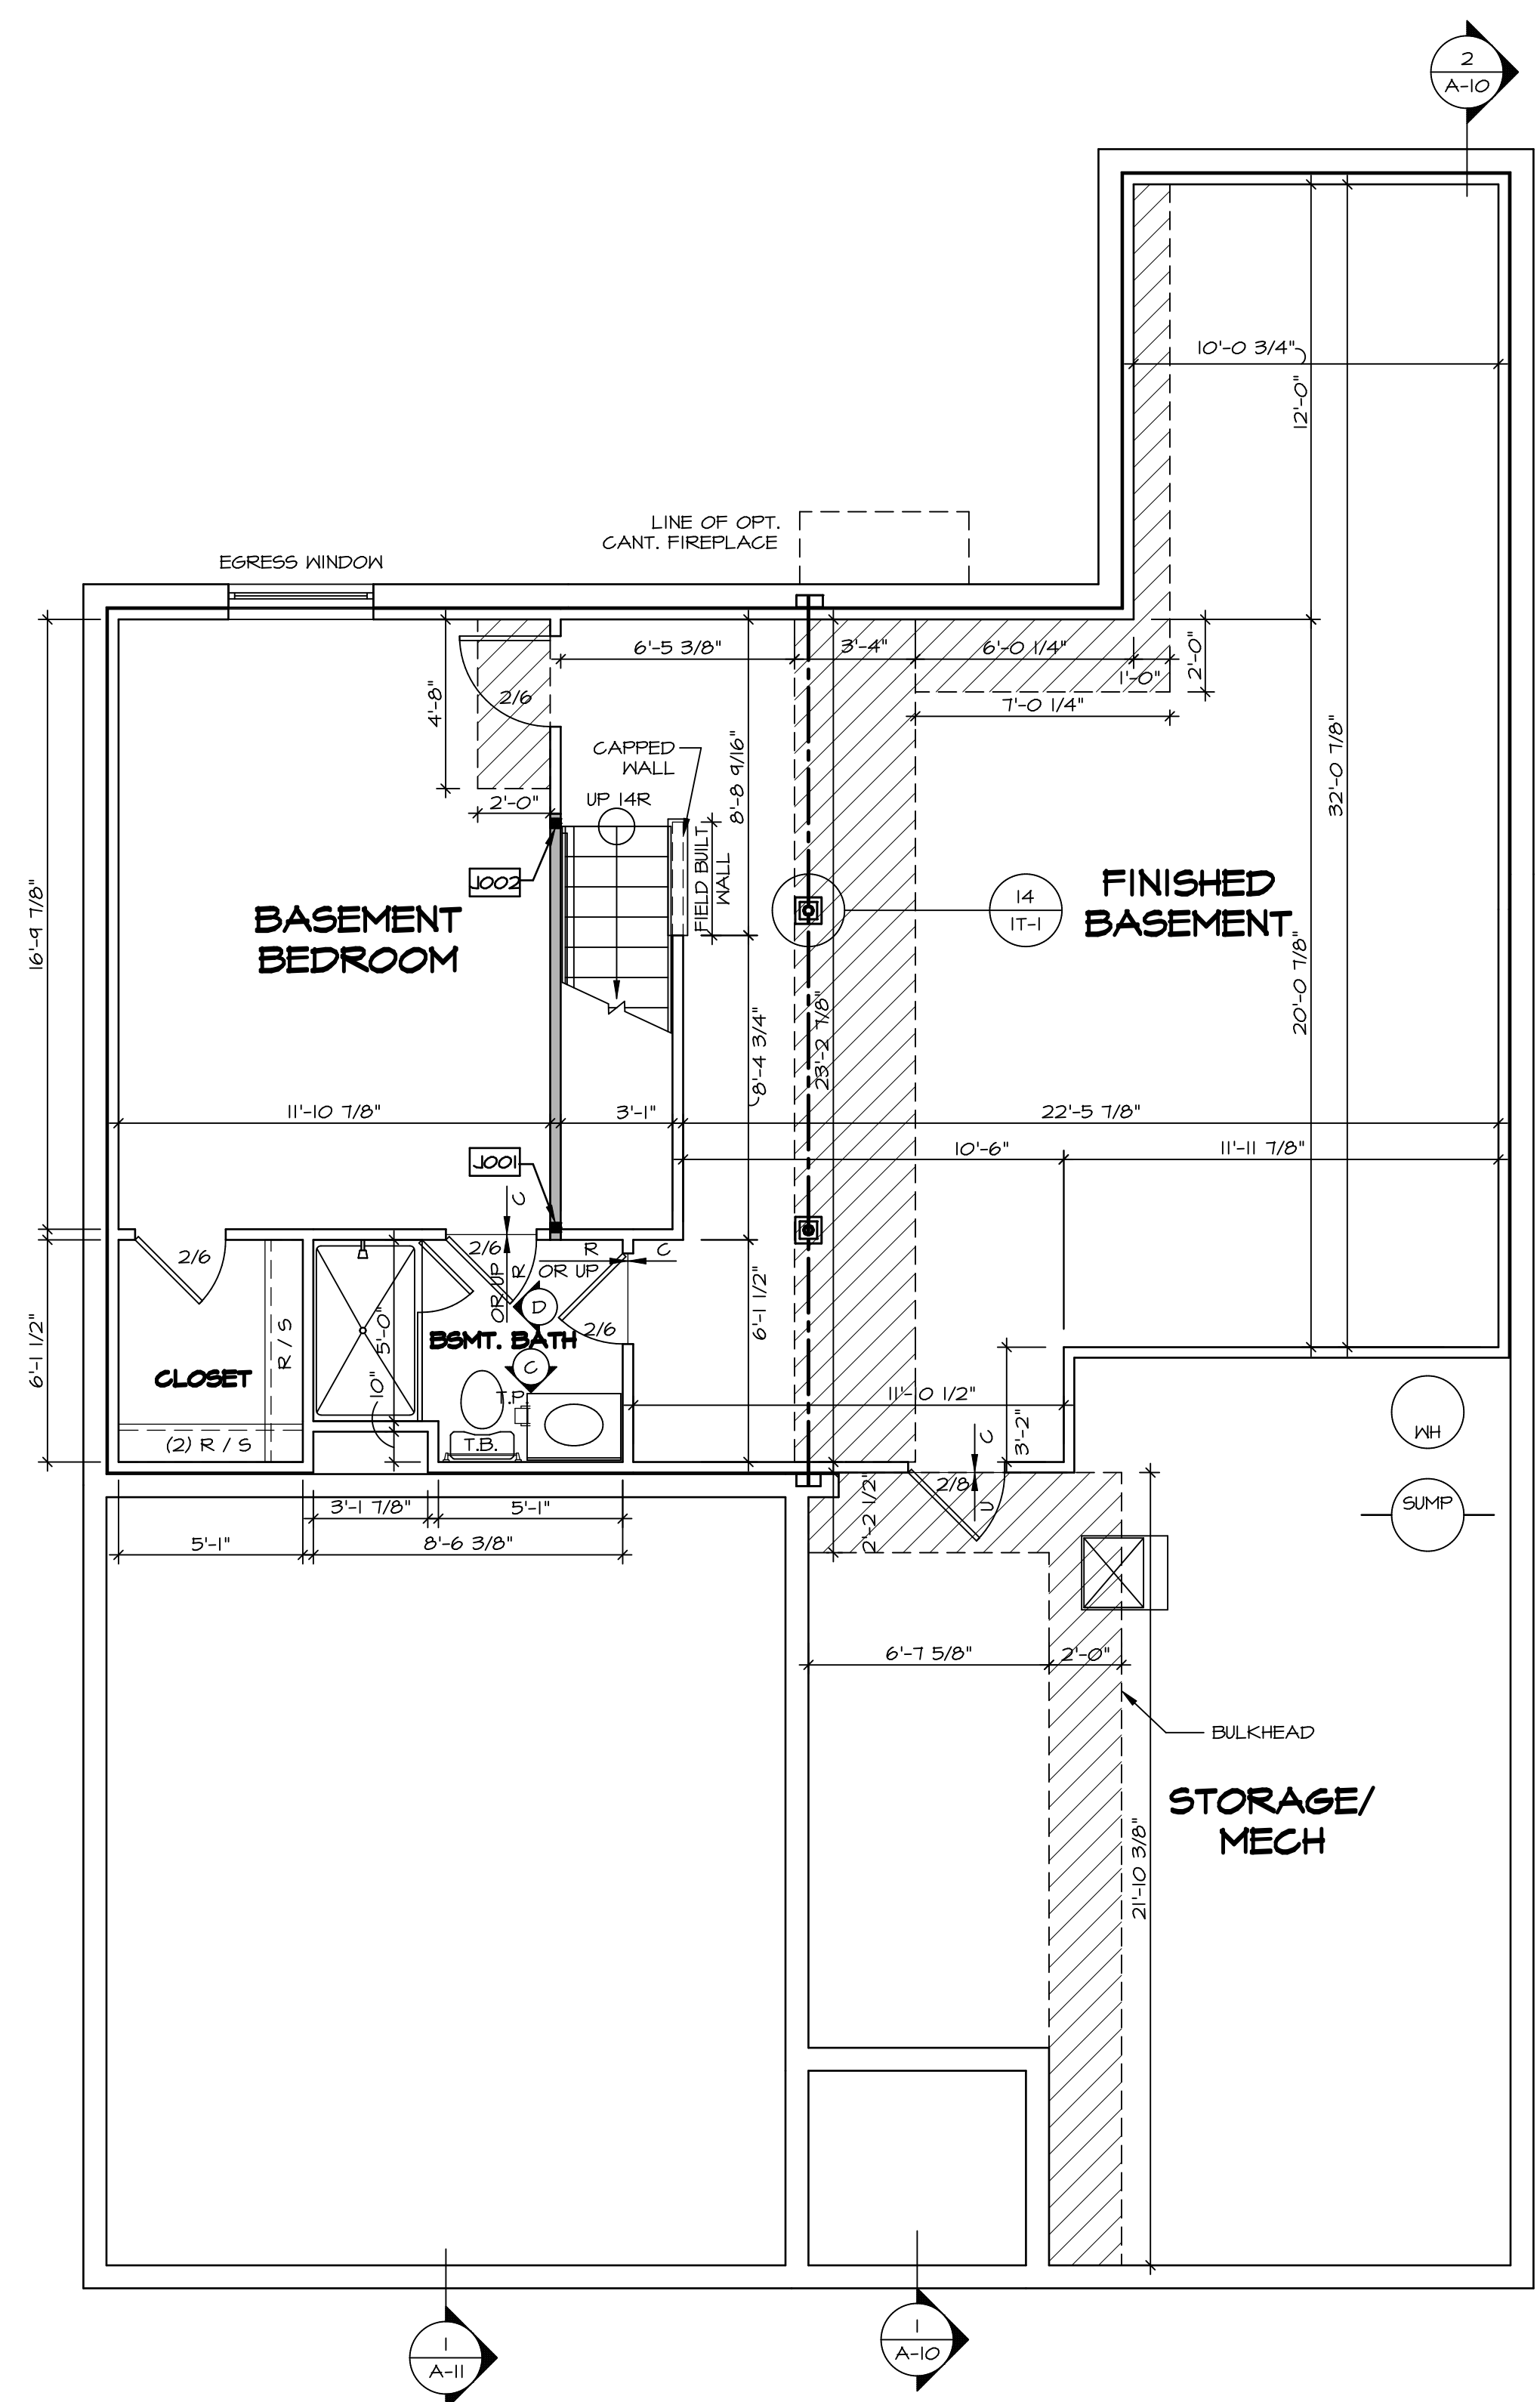 2
A-10
10'-0 3/4"
12'-0"
LINE OF OPT.
CANT. FIREPLACE
EGRESS WINDOW
6'-5 3/8"
3'-4"
6'-0 1/4"
1'-0"
2'-0"
7'-0 1/4"
4'-8"
2/6
2'-0"
CAPPED
WALL
UP 14R
8'-8 9/16"
FIELD BUILT
WALL
32'-0 7/8"
J002
14
1T-1
FINISHED
BASEMENT
BASEMENT
BEDROOM
16'-9 7/8"
20'-0 7/8"
8'-4 3/4"
23'-2 7/8"
11'-10 7/8"
3'-1"
22'-5 7/8"
10'-6"
11'-11 7/8"
J001
C
2/6
2/6
R
C
OR UP
OR UP
R
D
2/6
BSMT. BATH
C
6'-1 1/2"
6'-1 1/2"
R / S
5'-0"
10"
CLOSET
T.P.
T.B.
(2) R / S
11'-0 1/2"
3'-2"
C
2/8
U
WH
SUMP
3'-1 7/8"
5'-1"
5'-1"
8'-6 3/8"
2'-2 1/2"
6'-7 5/8"
2'-0"
BULKHEAD
STORAGE/
MECH
21'-10 3/8"
1
A-11
1
A-10